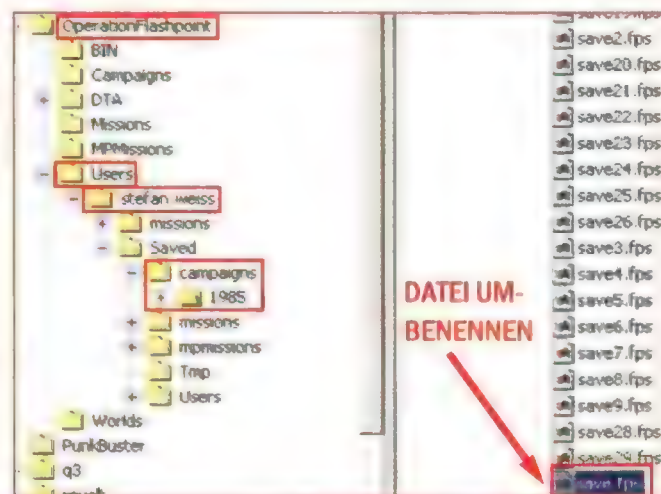 OperationFlashpoint
BIN
Campaigns
DTA
Missions
MPMissions
Users
stefan weiss
missions
Saved
campaigns
1985
missions
mpmissions
Tmp
Users
Worlds
PunkBuster
q3
DATEI UM-
BENENNEN
save2.fps
save20.fps
save21.fps
save22.fps
save23.fps
save24.fps
save25.fps
save26.fps
save3.fps
save4.fps
save5.fps
save6.fps
save7.fps
save8.fps
save9.fps
save28.fps
save29.fps
save.fps